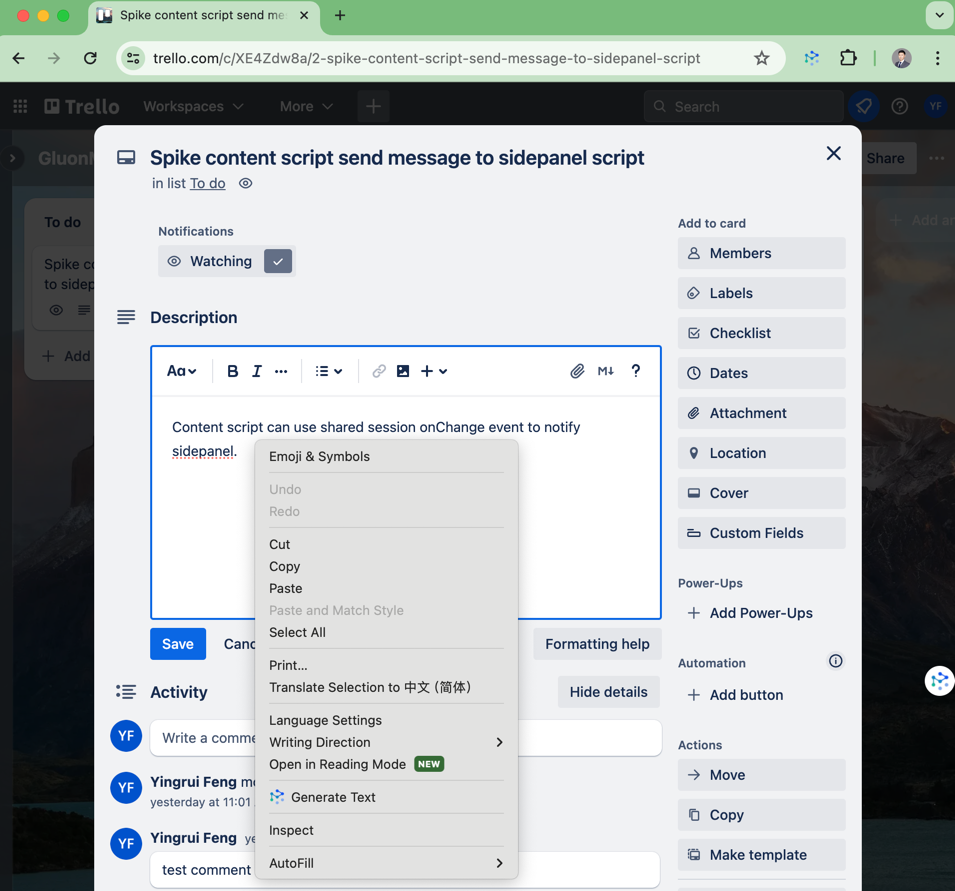 Spike content script send me
trello.com/c/XE4Zdw8a/2-spike-content-script-send-message-to-sidepanel-script
Trello
Workspaces
More
Search
YF
Share
Add
To do
Spike
to
Add
Spike content script send message to sidepanel script
in list To do
Notifications
Watching
Description
Aa
B
I
M↓
?
Content script can use shared session onChange event to notify
sidepanel.
Save
Formatting help
Activity
Hide details
YF
Write a
YF
Yingrui Feng
yesterday at 11:01
YF
Yingrui Feng
test comment
Emoji & Symbols
Undo
Redo
Cut
Copy
Paste
Paste and Match Style
Select All
Print...
Translate Selection to 中文 (简体)
Language Settings
Writing Direction
Open in Reading Mode NEW
Generate Text
Inspect
AutoFill
Add to card
Members
Labels
Checklist
Dates
Attachment
Location
Cover
Custom Fields
Power-Ups
Add Power-Ups
Automation
Add button
Actions
Move
Copy
Make template